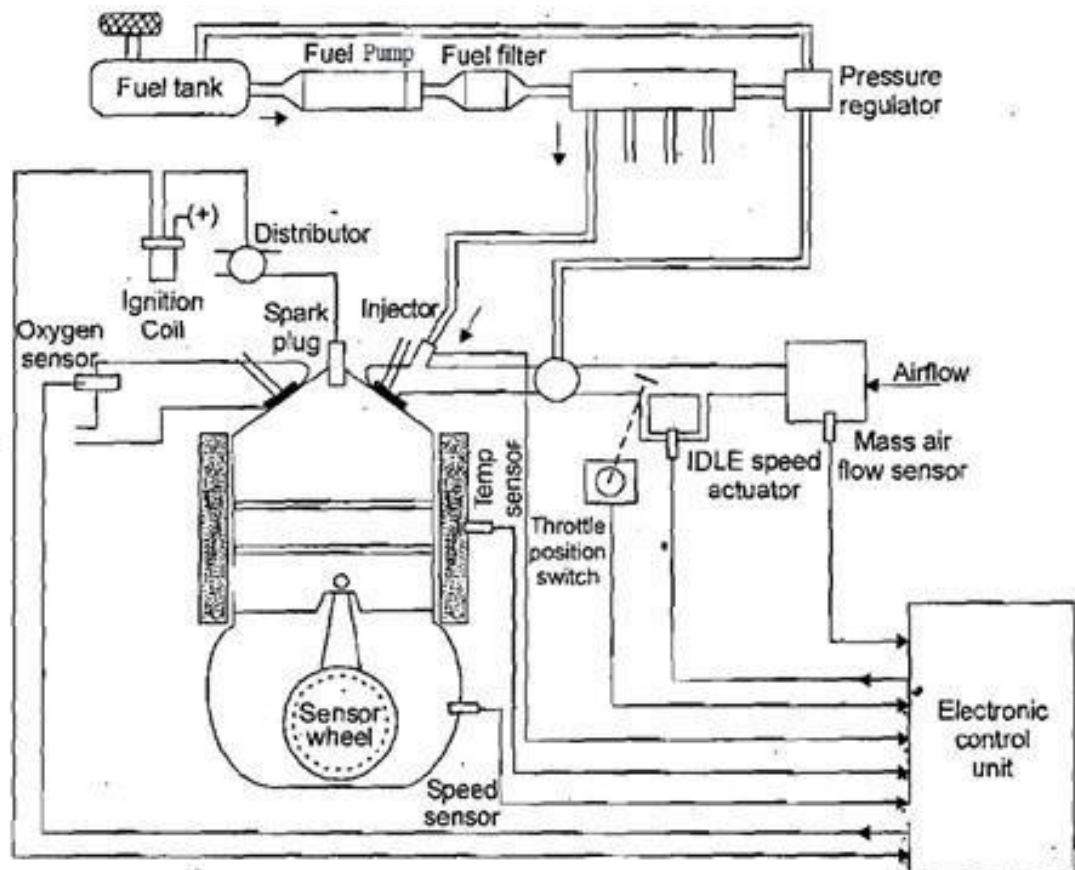 Fuel tank
Fuel Pump
Fuel filter
Pressure
regulator
(+)
Distributor
Ignition
Coil
Spark
plug
Injector
Oxygen
sensor
Airflow
Mass air
flow sensor
IDLE speed
actuator
Temp
sensor
Throttle
position
switch
Sensor
wheel
Speed
sensor
Electronic
control
unit